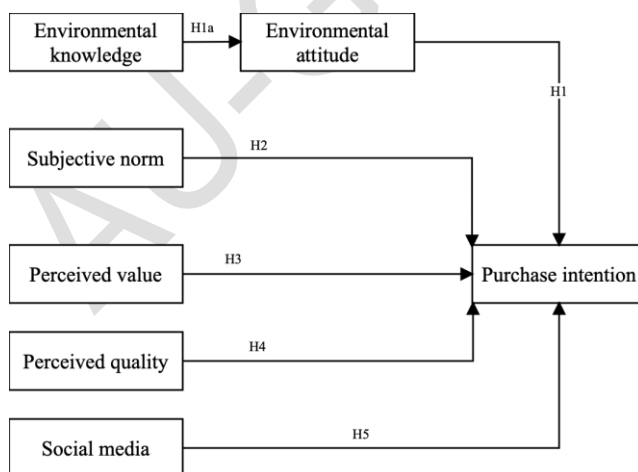 Environmental
knowledge
H1a
Environmental
attitude
H1
Subjective norm
H2
Perceived value
H3
Purchase intention
Perceived quality
H4
Social media
H5